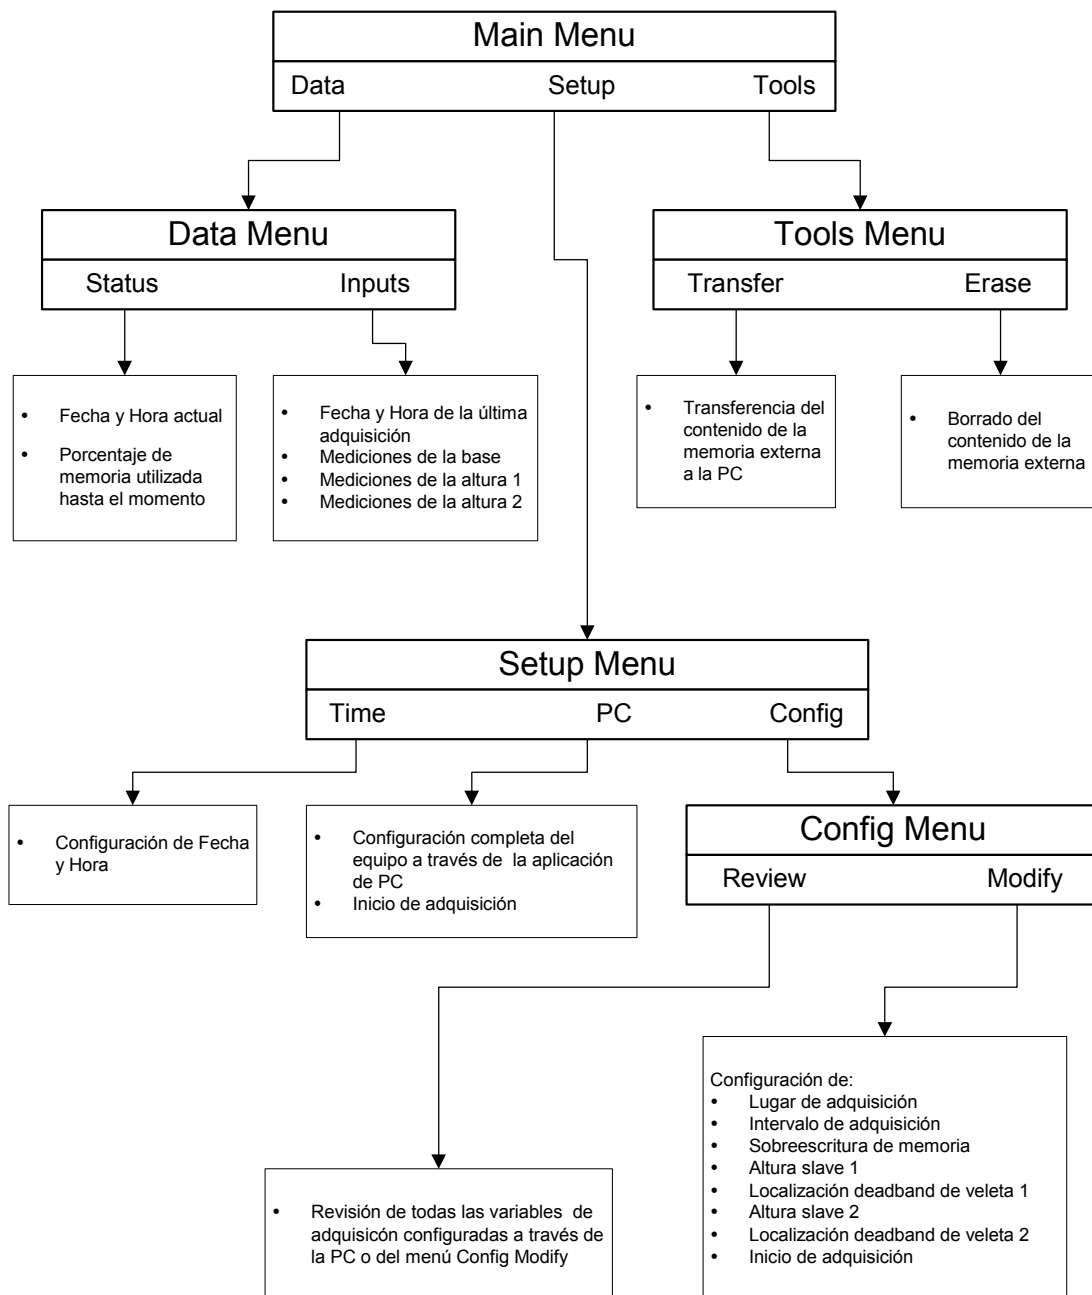 Main Menu
Data Setup Tools
Data Menu
Status Inputs
Tools Menu
Transfer Erase
• Fecha y Hora actual
• Porcentaje de
memoria utilizada
hasta el momento
• Fecha y Hora de la última
adquisición
• Mediciones de la base
• Mediciones de la altura 1
• Mediciones de la altura 2
• Transferencia del
contenido de la
memoria externa
a la PC
• Borrado del
contenido de la
memoria externa
Setup Menu
Time PC Config
• Configuración de Fecha
y Hora
• Configuración completa del
equipo a través de la aplicación
de PC
• Inicio de adquisición
Config Menu
Review Modify
• Revisión de todas las variables de
adquisicón configuradas a través de
la PC o del menú Config Modify
Configuración de:
• Lugar de adquisición
• Intervalo de adquisición
• Sobreescritura de memoria
• Altura slave 1
• Localización deadband de veleta 1
• Altura slave 2
• Localización deadband de veleta 2
• Inicio de adquisición